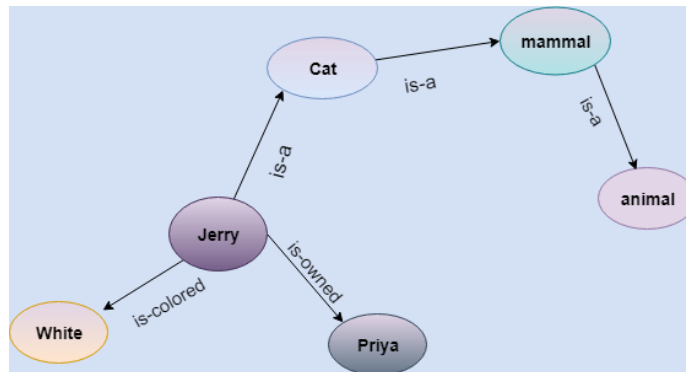 mammal
Cat
is-a
is-a
is-a
animal
Jerry
is-owned
is-colored
White
Priya